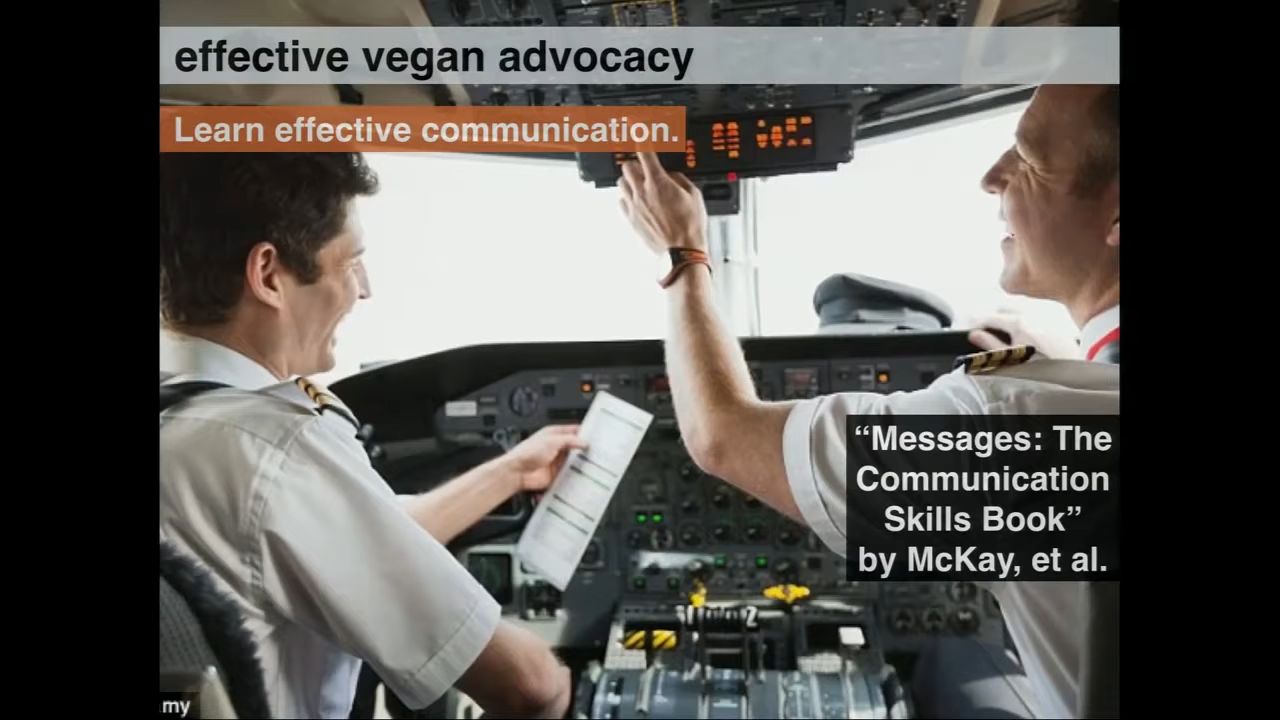 effective vegan advocacy
Learn effective communication.
“Messages: The
Communication
Skills Book”
by McKay, et al.
my